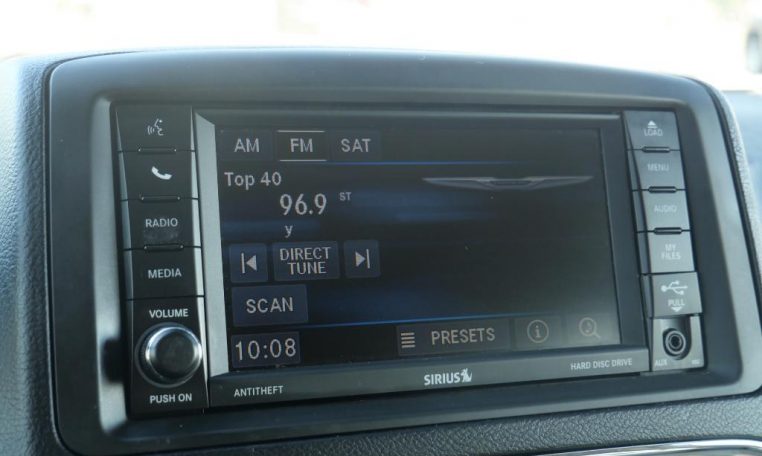 AM FM SAT
Top 40
96.9 ST
y
DIRECT
TUNE
SCAN
10:08 PRESETS
RADIO
MEDIA
VOLUME
PUSH ON
ANTITHEFT
SIRIUS
HARD DISC DRIVE
LOAD
MENU
AUDIO
MY
FILES
PULL
AUX